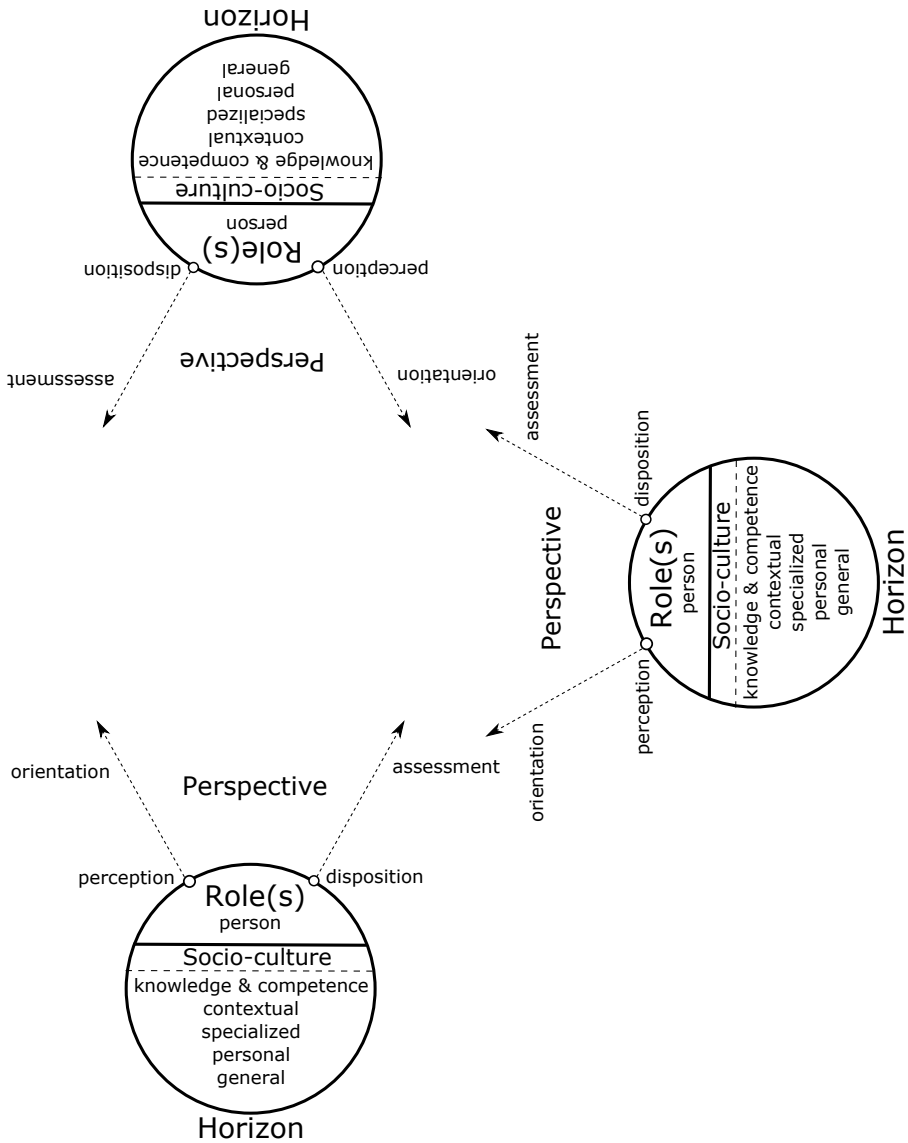 Horizon
general
personal
specialized
contextual
knowledge & competence
Socio-culture
person
Role(s)
disposition
perception
Perspective
assessment
orientation
assessment
disposition
Perspective
Role(s)
person
Socio-culture
knowledge & competence
contextual
specialized
personal
general
Horizon
perception
orientation
orientation
Perspective
assessment
perception
disposition
Role(s)
person
Socio-culture
knowledge & competence
contextual
specialized
personal
general
Horizon